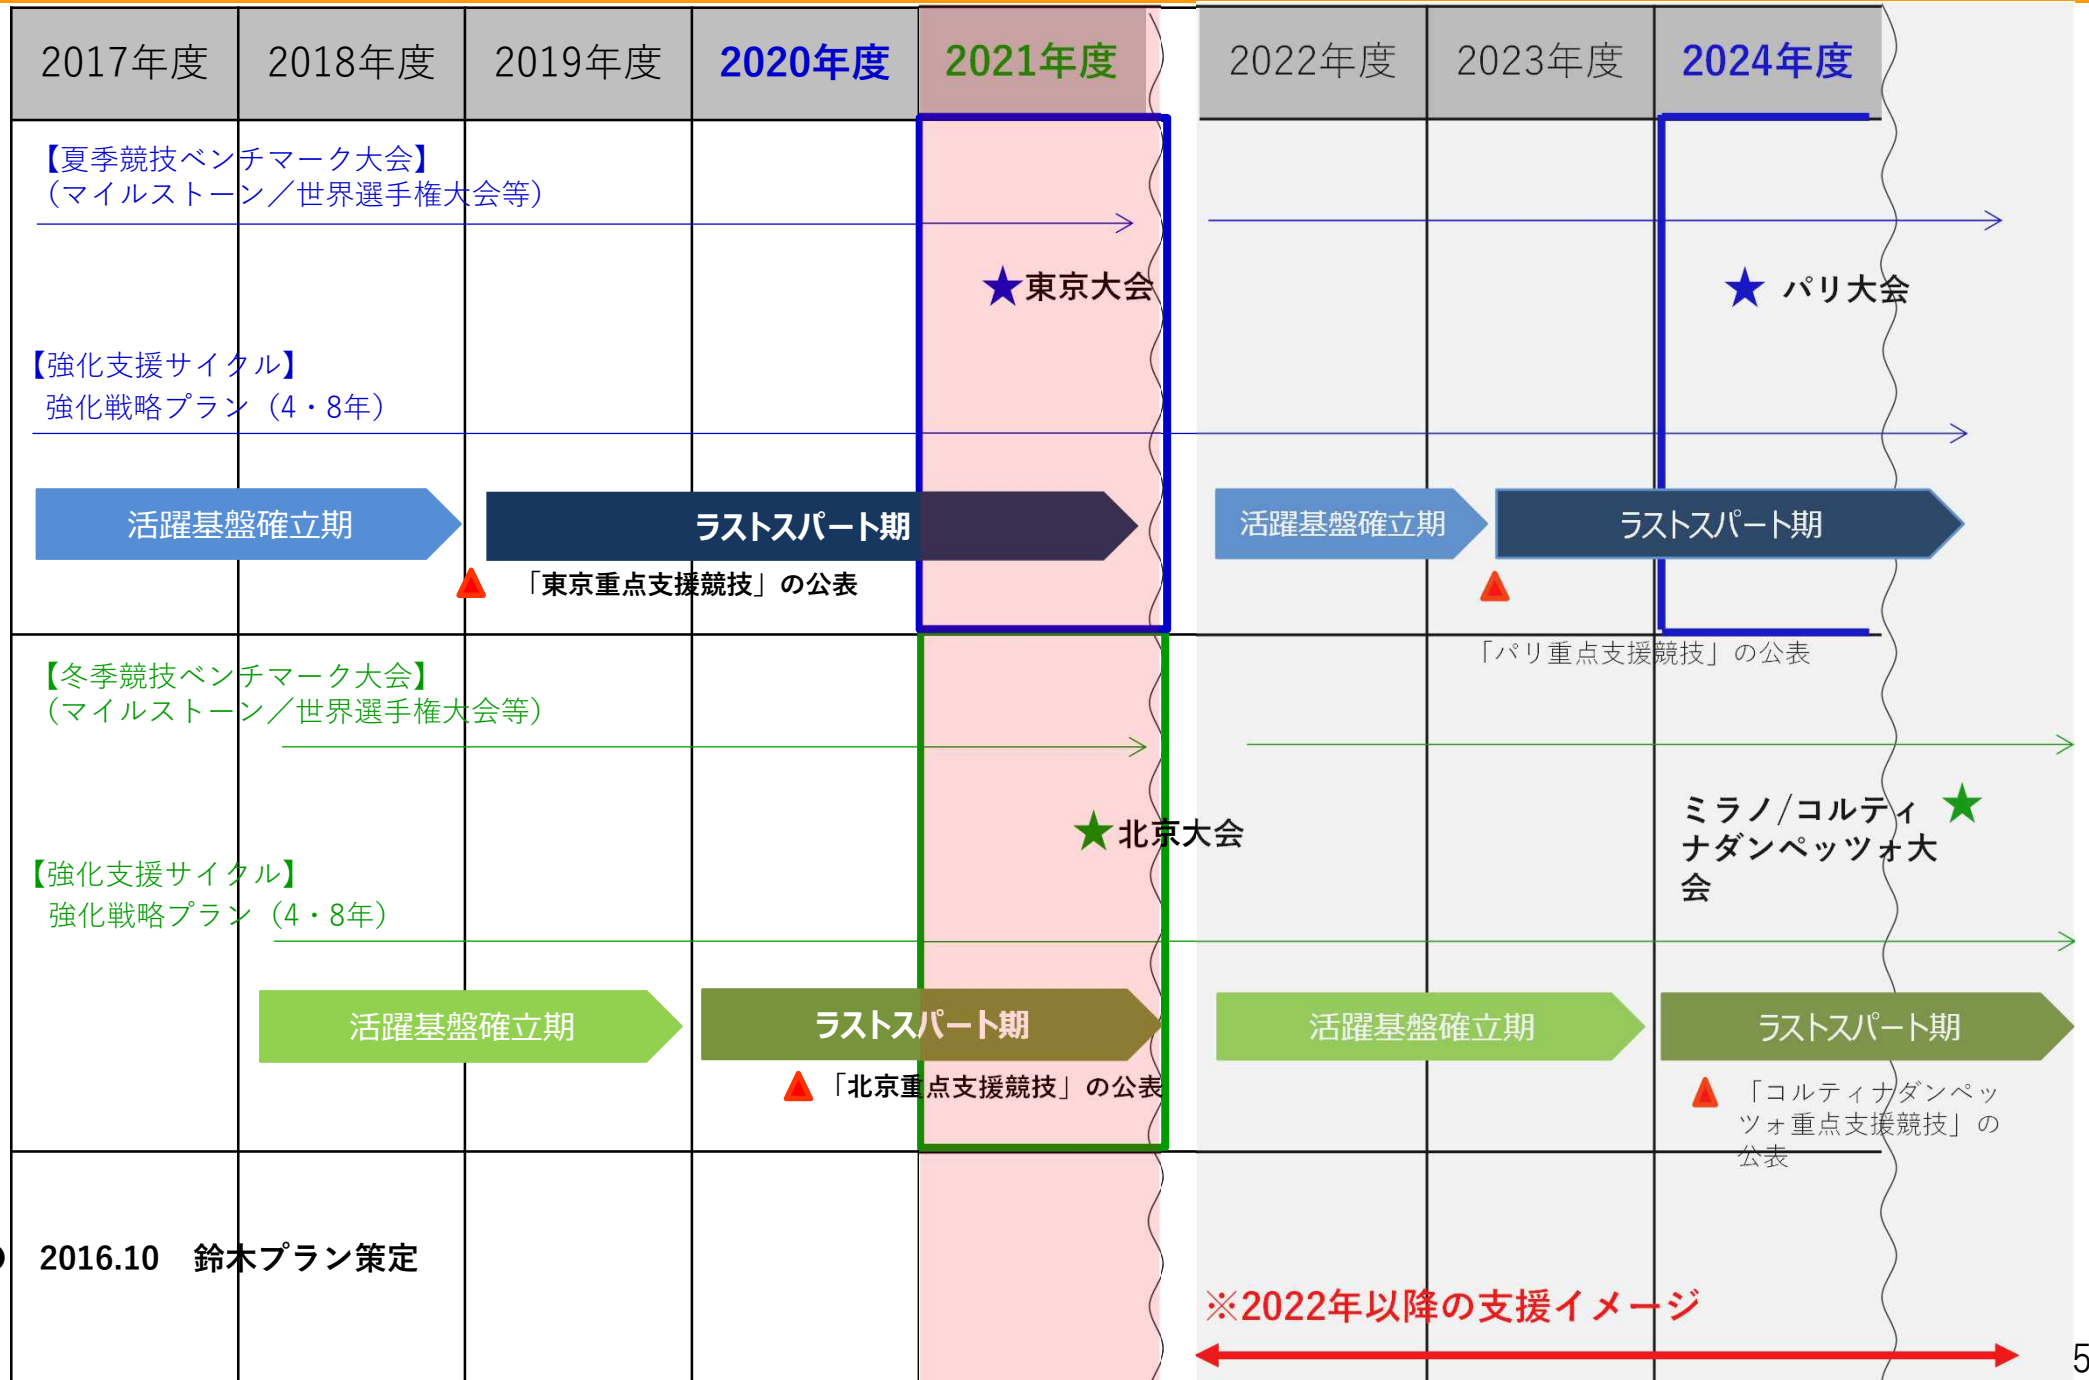 2017年度 2018年度 2019年度 2020年度 2021年度 2022年度 2023年度 2024年度
【夏季競技ベンチマーク大会】
（マイルストーン／世界選手権大会等）
★東京大会
★ パリ大会
【強化支援サイクル】
強化戦略プラン（4・8年）
活躍基盤確立期
ラストスパート期
活躍基盤確立期
ラストスパート期
「東京重点支援競技」の公表
「パリ重点支援競技」の公表
【冬季競技ベンチマーク大会】
（マイルストーン／世界選手権大会等）
★北京大会
ミラノ/コルティ ★
ナダンペッツォ大
会
【強化支援サイクル】
強化戦略プラン（4・8年）
活躍基盤確立期
ラストスパート期
活躍基盤確立期
ラストスパート期
「北京重点支援競技」の公表
「コルティナダンペッ
ツォ重点支援競技」の
公表
2016.10　鈴木プラン策定
※2022年以降の支援イメージ
5